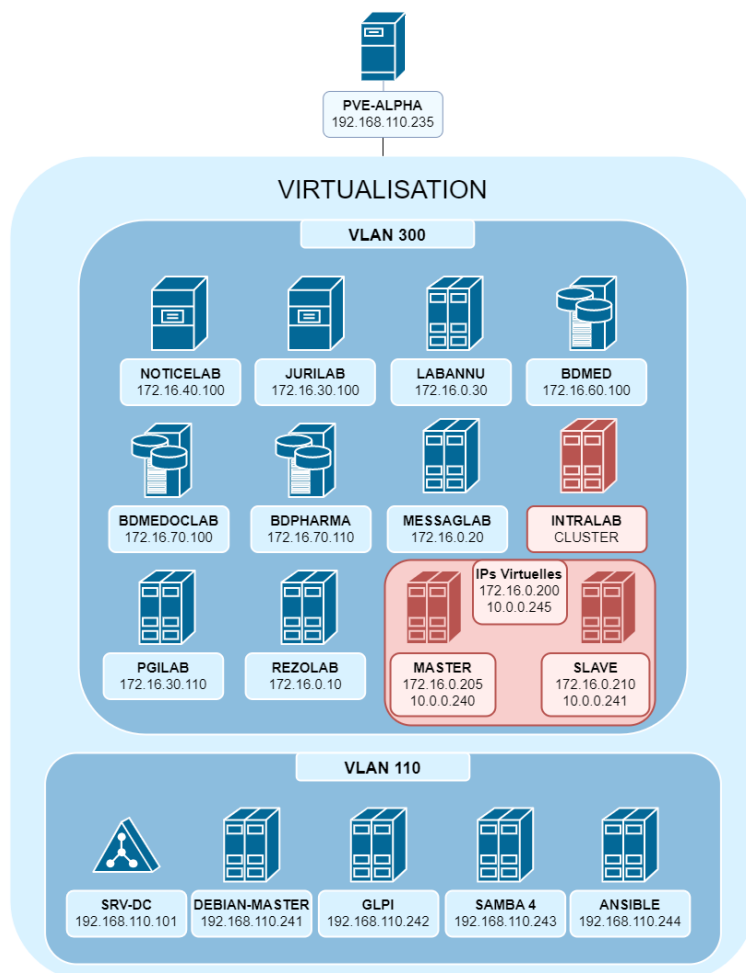 PVE-ALPHA
192.168.110.235
VIRTUALISATION
VLAN 300
NOTICELAB
172.16.40.100
JURILAB
172.16.30.100
LABANNU
172.16.0.30
BDMED
172.16.60.100
BDMEDOCLAB
172.16.70.100
BDPHARMA
172.16.70.110
MESSAGLAB
172.16.0.20
INTRALAB
CLUSTER
IPs Virtuelles
172.16.0.200
10.0.0.245
PGILAB
172.16.30.110
REZOLAB
172.16.0.10
MASTER
172.16.0.205
10.0.0.240
SLAVE
172.16.0.210
10.0.0.241
VLAN 110
SRV-DC
192.168.110.101
DEBIAN-MASTER
192.168.110.241
GLPI
192.168.110.242
SAMBA 4
192.168.110.243
ANSIBLE
192.168.110.244